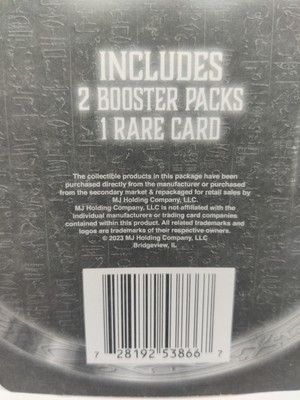 INCLUDES
2 BOOSTER PACKS
1 RARE CARD
The collectible products in this package have been
purchased directly from the manufacturer or purchased
from the secondary market & repackaged for retail sales by
MJ Holding Company, LLC.
MJ Holding Company, LLC is not affiliated with the
individual manufacturers or trading card companies
contained within this product. All related trademarks and
logos are trademarks of their respective owners.
© 2023 MJ Holding Company, LLC
Bridgeview, IL
7 28192 53866 7